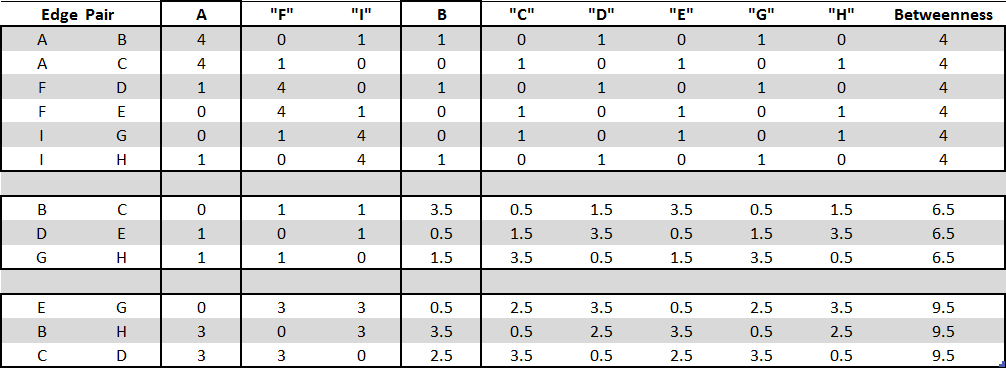 Edge Pair A "F" "I" B "C" "D" "E" "G" "H" Betweenness
A B 4 0 1 1 0 1 0 1 0 4
A C 4 1 0 0 1 0 1 0 1 4
F D 1 4 0 1 0 1 0 1 0 4
F E 0 4 1 0 1 0 1 0 1 4
I G 0 1 4 0 1 0 1 0 1 4
I H 1 0 4 1 0 1 0 1 0 4
B C 0 1 1 3.5 0.5 1.5 3.5 0.5 1.5 6.5
D E 1 0 1 0.5 1.5 3.5 0.5 1.5 3.5 6.5
G H 1 1 0 1.5 3.5 0.5 1.5 3.5 0.5 6.5
E G 0 3 3 0.5 2.5 3.5 0.5 2.5 3.5 9.5
B H 3 0 3 3.5 0.5 2.5 3.5 0.5 2.5 9.5
C D 3 3 0 2.5 3.5 0.5 2.5 3.5 0.5 9.5